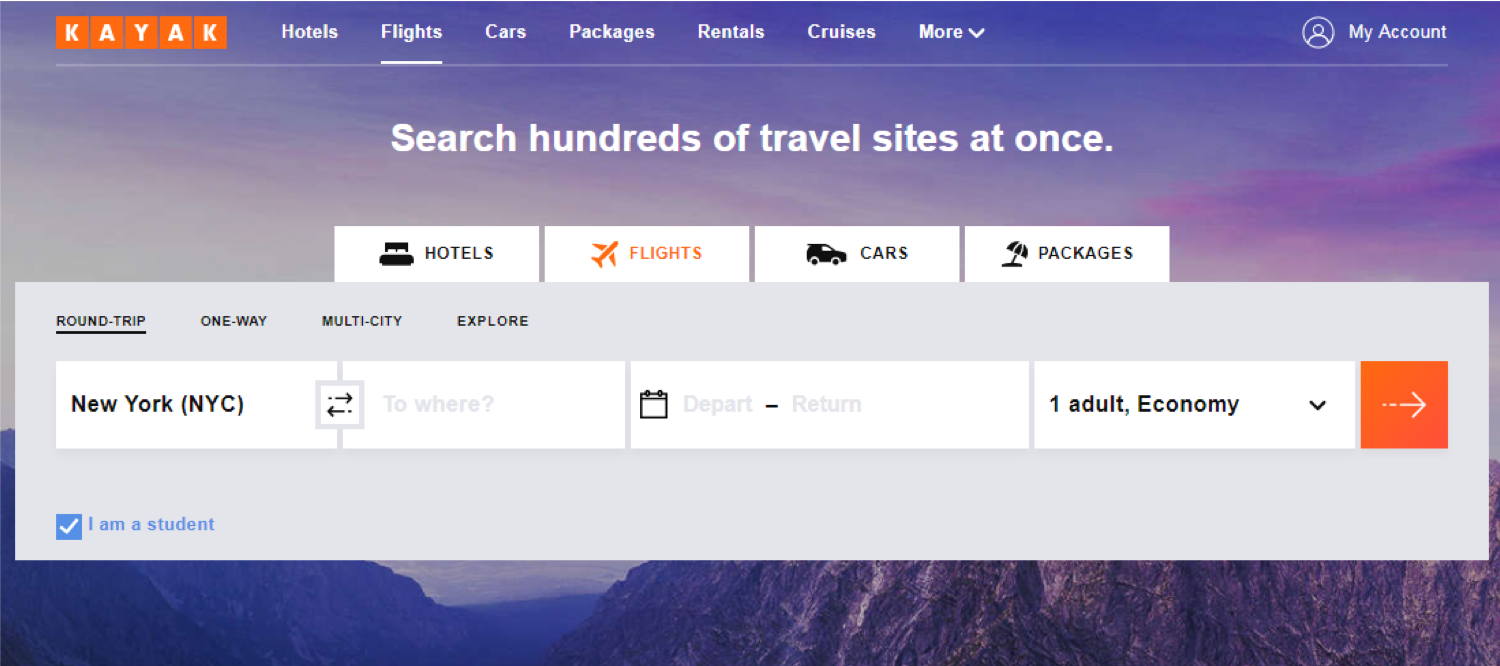 KAYAK Hotels Flights Cars Packages Rentals Cruises More My Account
Search hundreds of travel sites at once.
HOTELS FLIGHTS CARS PACKAGES
ROUND-TRIP ONE-WAY MULTI-CITY EXPLORE
New York (NYC) To where? Depart – Return 1 adult, Economy
I am a student